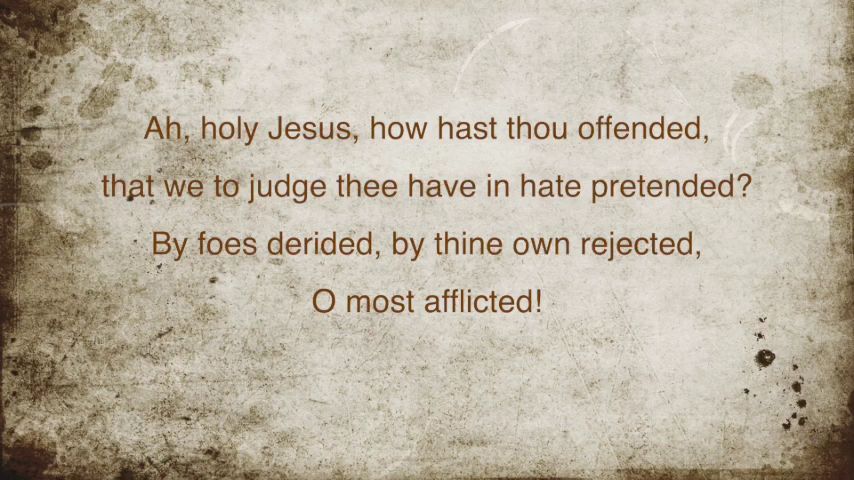 Ah, holy Jesus, how hast thou offended,
that we to judge thee have in hate pretended?
By foes derided, by thine own rejected,
O most afflicted!